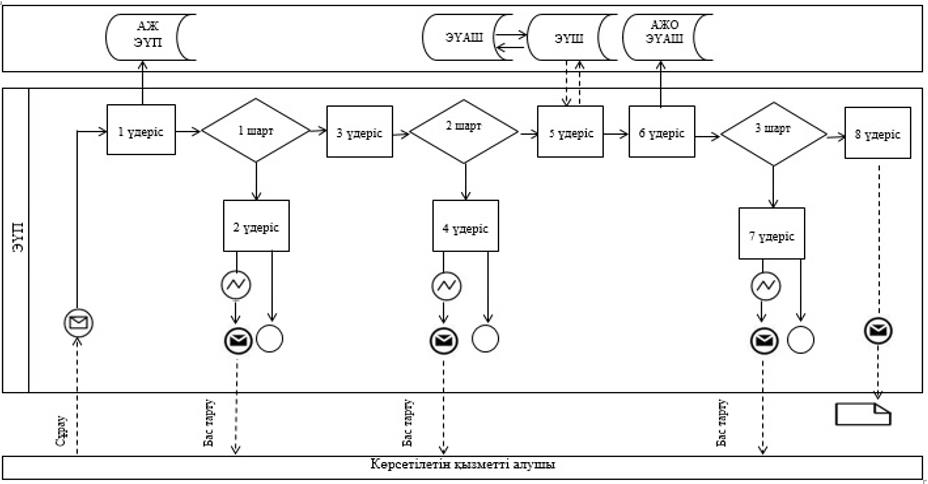 АЖ
ЭҮП
ЭҮАШ
ЭҮШ
АЖО
ЭҮАШ
1 үдеріс
1 шарт
3 үдеріс
2 шарт
5 үдеріс
6 үдеріс
3 шарт
8 үдеріс
2 үдеріс
4 үдеріс
7 үдеріс
ЭҮП
Сұрау
Бас тарту
Бас тарту
Бас тарту
Көрсетілетін қызметті алушы